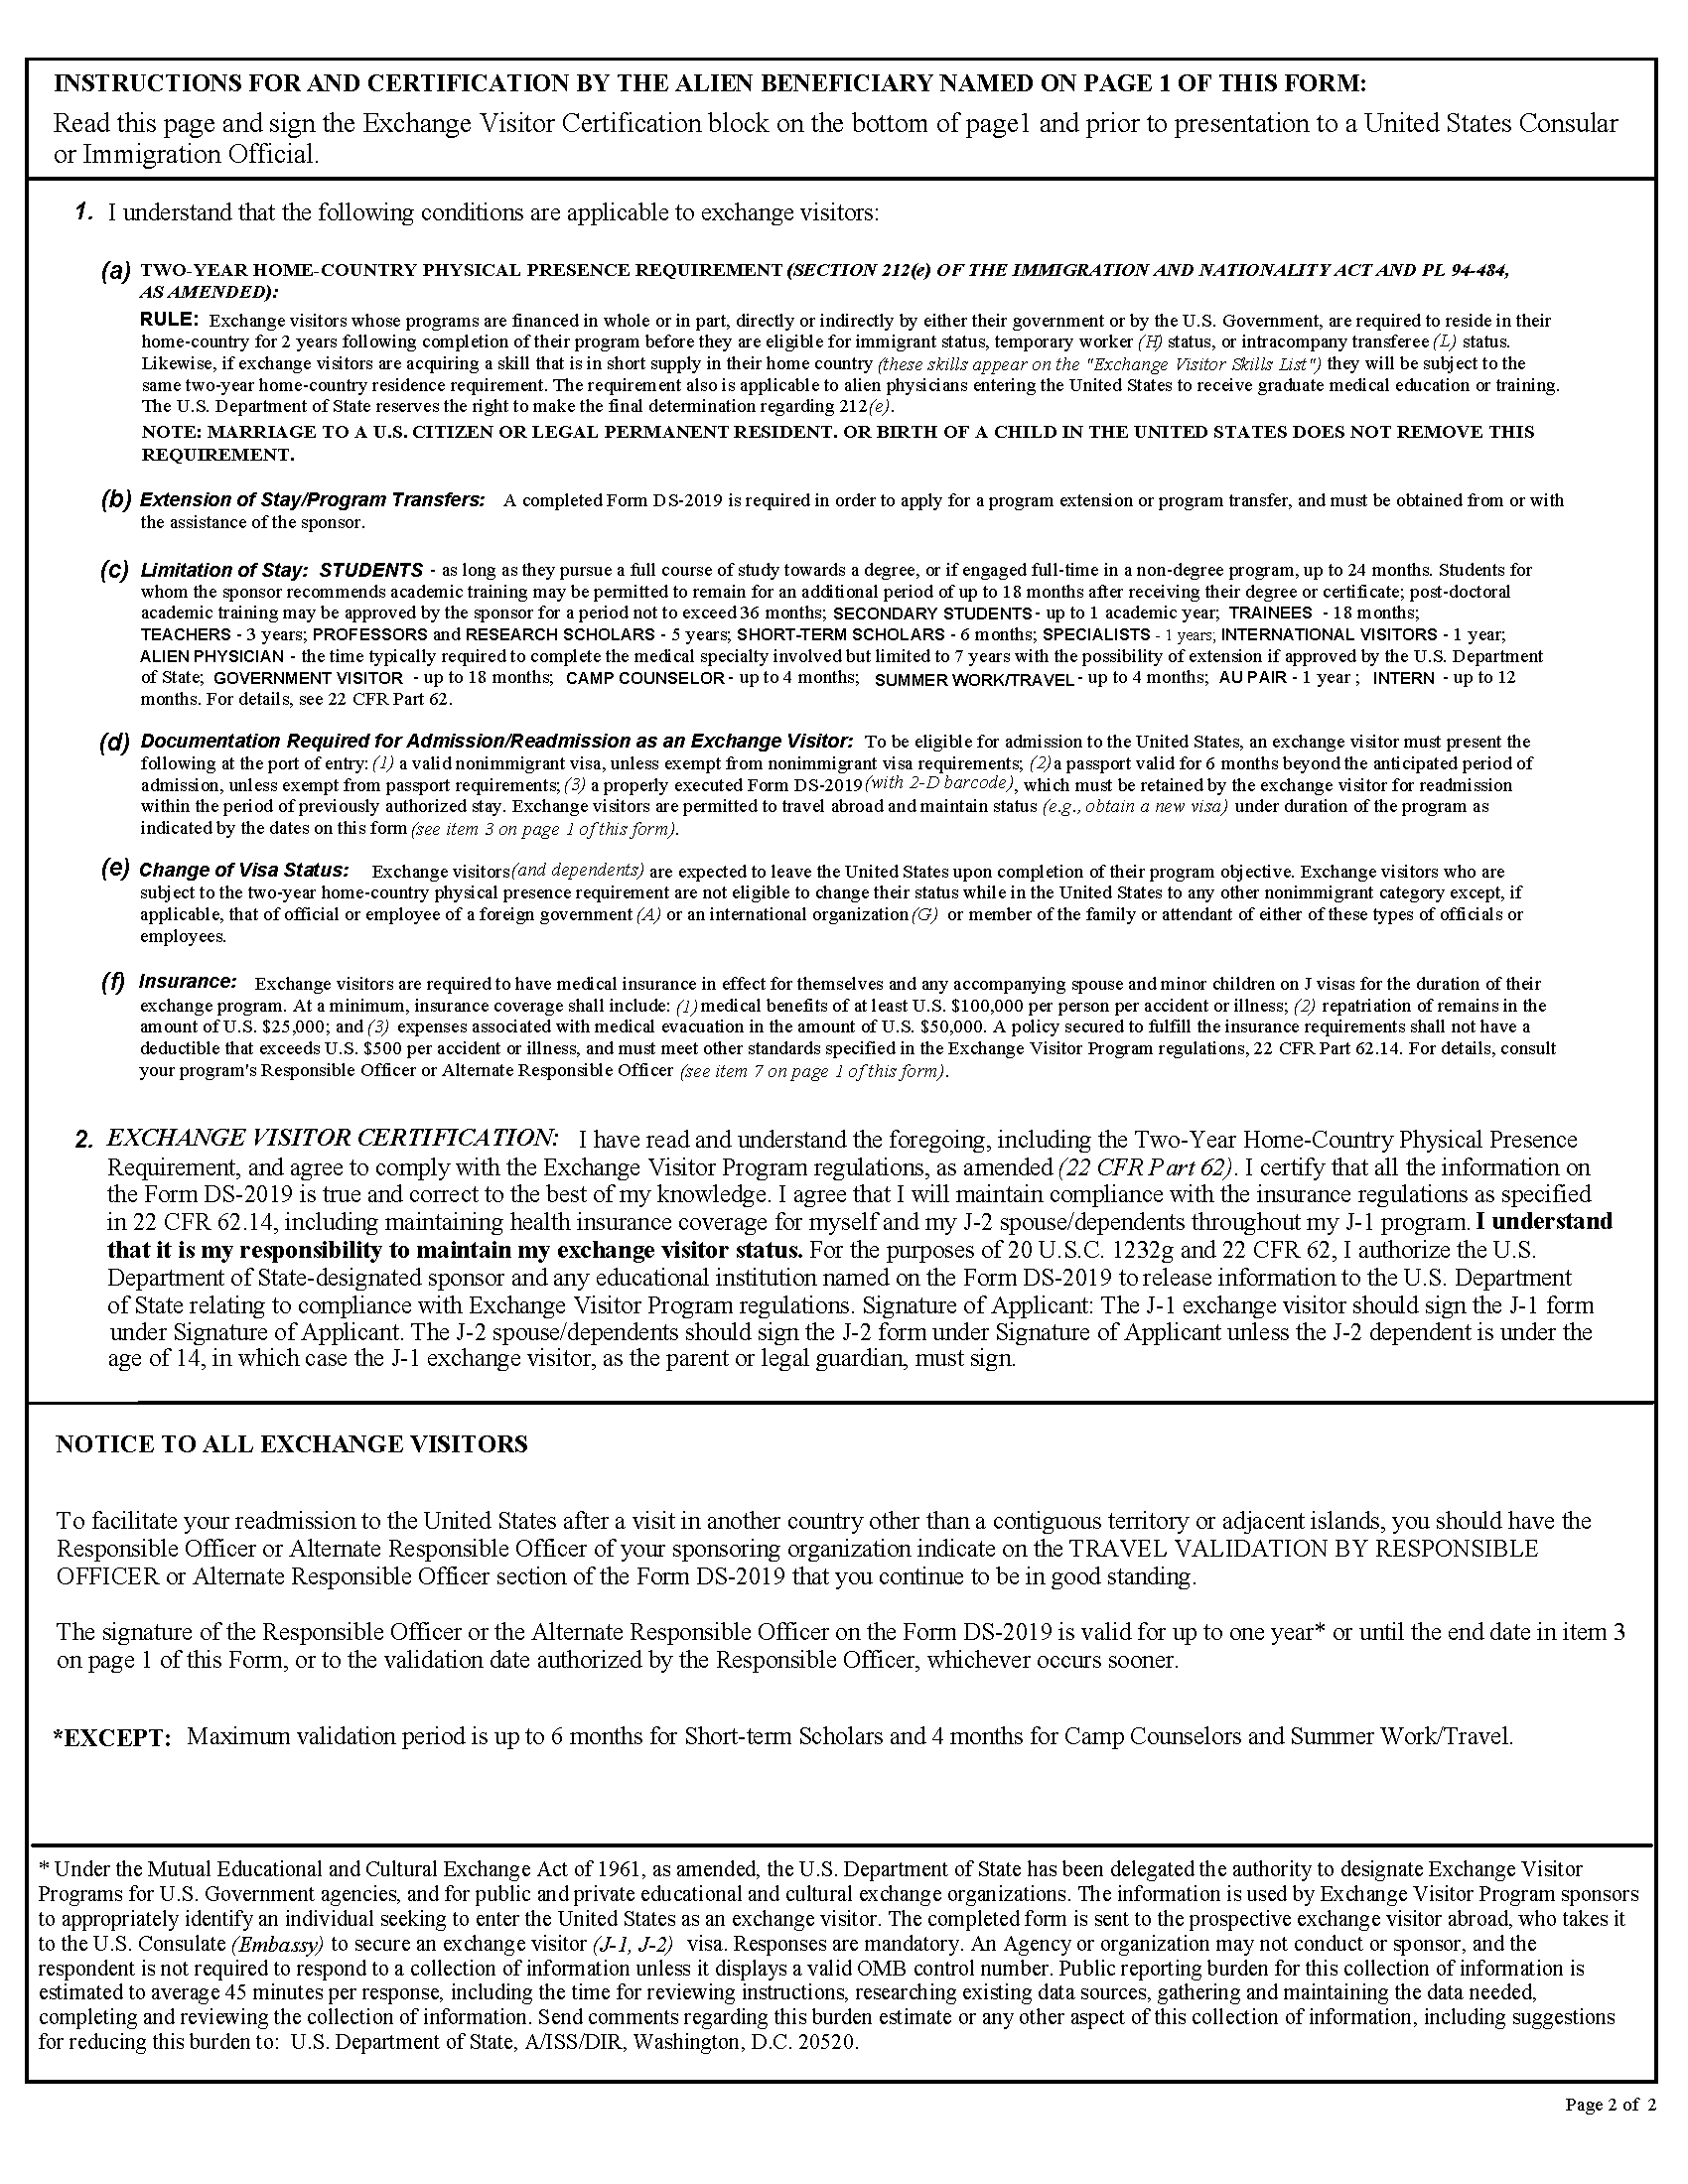 INSTRUCTIONS FOR AND CERTIFICATION BY THE ALIEN BENEFICIARY NAMED ON PAGE 1 OF THIS FORM:
Read this page and sign the Exchange Visitor Certification block on the bottom of page1 and prior to presentation to a United States Consular
or Immigration Official.
1. I understand that the following conditions are applicable to exchange visitors:
(a) TWO-YEAR HOME-COUNTRY PHYSICAL PRESENCE REQUIREMENT (SECTION 212(e) OF THE IMMIGRATION AND NATIONALITY ACT AND PL 94-484,
AS AMENDED):
RULE: Exchange visitors whose programs are financed in whole or in part, directly or indirectly by either their government or by the U.S. Government, are required to reside in their
home-country for 2 years following completion of their program before they are eligible for immigrant status, temporary worker (H) status, or intracompany transferee (L) status.
Likewise, if exchange visitors are acquiring a skill that is in short supply in their home country (these skills appear on the "Exchange Visitor Skills List") they will be subject to the
same two-year home-country residence requirement. The requirement also is applicable to alien physicians entering the United States to receive graduate medical education or training.
The U.S. Department of State reserves the right to make the final determination regarding 212(e).
NOTE: MARRIAGE TO A U.S. CITIZEN OR LEGAL PERMANENT RESIDENT. OR BIRTH OF A CHILD IN THE UNITED STATES DOES NOT REMOVE THIS
REQUIREMENT.
(b) Extension of Stay/Program Transfers: A completed Form DS-2019 is required in order to apply for a program extension or program transfer, and must be obtained from or with
the assistance of the sponsor.
(c) Limitation of Stay: STUDENTS - as long as they pursue a full course of study towards a degree, or if engaged full-time in a non-degree program, up to 24 months. Students for
whom the sponsor recommends academic training may be permitted to remain for an additional period of up to 18 months after receiving their degree or certificate; post-doctoral
academic training may be approved by the sponsor for a period not to exceed 36 months; SECONDARY STUDENTS - up to 1 academic year; TRAINEES - 18 months;
TEACHERS - 3 years; PROFESSORS and RESEARCH SCHOLARS - 5 years; SHORT-TERM SCHOLARS - 6 months; SPECIALISTS - 1 years; INTERNATIONAL VISITORS - 1 year;
ALIEN PHYSICIAN - the time typically required to complete the medical specialty involved but limited to 7 years with the possibility of extension if approved by the U.S. Department
of State; GOVERNMENT VISITOR - up to 18 months; CAMP COUNSELOR - up to 4 months; SUMMER WORK/TRAVEL - up to 4 months; AU PAIR - 1 year ; INTERN - up to 12
months. For details, see 22 CFR Part 62.
(d) Documentation Required for Admission/Readmission as an Exchange Visitor: To be eligible for admission to the United States, an exchange visitor must present the
following at the port of entry: (1) a valid nonimmigrant visa, unless exempt from nonimmigrant visa requirements; (2) a passport valid for 6 months beyond the anticipated period of
admission, unless exempt from passport requirements; (3) a properly executed Form DS-2019 (with 2-D barcode), which must be retained by the exchange visitor for readmission
within the period of previously authorized stay. Exchange visitors are permitted to travel abroad and maintain status (e.g., obtain a new visa) under duration of the program as
indicated by the dates on this form (see item 3 on page 1 of this form).
(e) Change of Visa Status: Exchange visitors (and dependents) are expected to leave the United States upon completion of their program objective. Exchange visitors who are
subject to the two-year home-country physical presence requirement are not eligible to change their status while in the United States to any other nonimmigrant category except, if
applicable, that of official or employee of a foreign government (A) or an international organization (G) or member of the family or attendant of either of these types of officials or
employees.
(f) Insurance: Exchange visitors are required to have medical insurance in effect for themselves and any accompanying spouse and minor children on J visas for the duration of their
exchange program. At a minimum, insurance coverage shall include: (1) medical benefits of at least U.S. $100,000 per person per accident or illness; (2) repatriation of remains in the
amount of U.S. $25,000; and (3) expenses associated with medical evacuation in the amount of U.S. $50,000. A policy secured to fulfill the insurance requirements shall not have a
deductible that exceeds U.S. $500 per accident or illness, and must meet other standards specified in the Exchange Visitor Program regulations, 22 CFR Part 62.14. For details, consult
your program's Responsible Officer or Alternate Responsible Officer (see item 7 on page 1 of this form).
2. EXCHANGE VISITOR CERTIFICATION: I have read and understand the foregoing, including the Two-Year Home-Country Physical Presence
Requirement, and agree to comply with the Exchange Visitor Program regulations, as amended (22 CFR Part 62). I certify that all the information on
the Form DS-2019 is true and correct to the best of my knowledge. I agree that I will maintain compliance with the insurance regulations as specified
in 22 CFR 62.14, including maintaining health insurance coverage for myself and my J-2 spouse/dependents throughout my J-1 program. I understand
that it is my responsibility to maintain my exchange visitor status. For the purposes of 20 U.S.C. 1232g and 22 CFR 62, I authorize the U.S.
Department of State-designated sponsor and any educational institution named on the Form DS-2019 to release information to the U.S. Department
of State relating to compliance with Exchange Visitor Program regulations. Signature of Applicant: The J-1 exchange visitor should sign the J-1 form
under Signature of Applicant. The J-2 spouse/dependents should sign the J-2 form under Signature of Applicant unless the J-2 dependent is under the
age of 14, in which case the J-1 exchange visitor, as the parent or legal guardian, must sign.
NOTICE TO ALL EXCHANGE VISITORS
To facilitate your readmission to the United States after a visit in another country other than a contiguous territory or adjacent islands, you should have the
Responsible Officer or Alternate Responsible Officer of your sponsoring organization indicate on the TRAVEL VALIDATION BY RESPONSIBLE
OFFICER or Alternate Responsible Officer section of the Form DS-2019 that you continue to be in good standing.
The signature of the Responsible Officer or the Alternate Responsible Officer on the Form DS-2019 is valid for up to one year* or until the end date in item 3
on page 1 of this Form, or to the validation date authorized by the Responsible Officer, whichever occurs sooner.
*EXCEPT: Maximum validation period is up to 6 months for Short-term Scholars and 4 months for Camp Counselors and Summer Work/Travel.
* Under the Mutual Educational and Cultural Exchange Act of 1961, as amended, the U.S. Department of State has been delegated the authority to designate Exchange Visitor
Programs for U.S. Government agencies, and for public and private educational and cultural exchange organizations. The information is used by Exchange Visitor Program sponsors
to appropriately identify an individual seeking to enter the United States as an exchange visitor. The completed form is sent to the prospective exchange visitor abroad, who takes it
to the U.S. Consulate (Embassy) to secure an exchange visitor (J-1, J-2) visa. Responses are mandatory. An Agency or organization may not conduct or sponsor, and the
respondent is not required to respond to a collection of information unless it displays a valid OMB control number. Public reporting burden for this collection of information is
estimated to average 45 minutes per response, including the time for reviewing instructions, researching existing data sources, gathering and maintaining the data needed,
completing and reviewing the collection of information. Send comments regarding this burden estimate or any other aspect of this collection of information, including suggestions
for reducing this burden to: U.S. Department of State, A/ISS/DIR, Washington, D.C. 20520.
Page 2 of 2